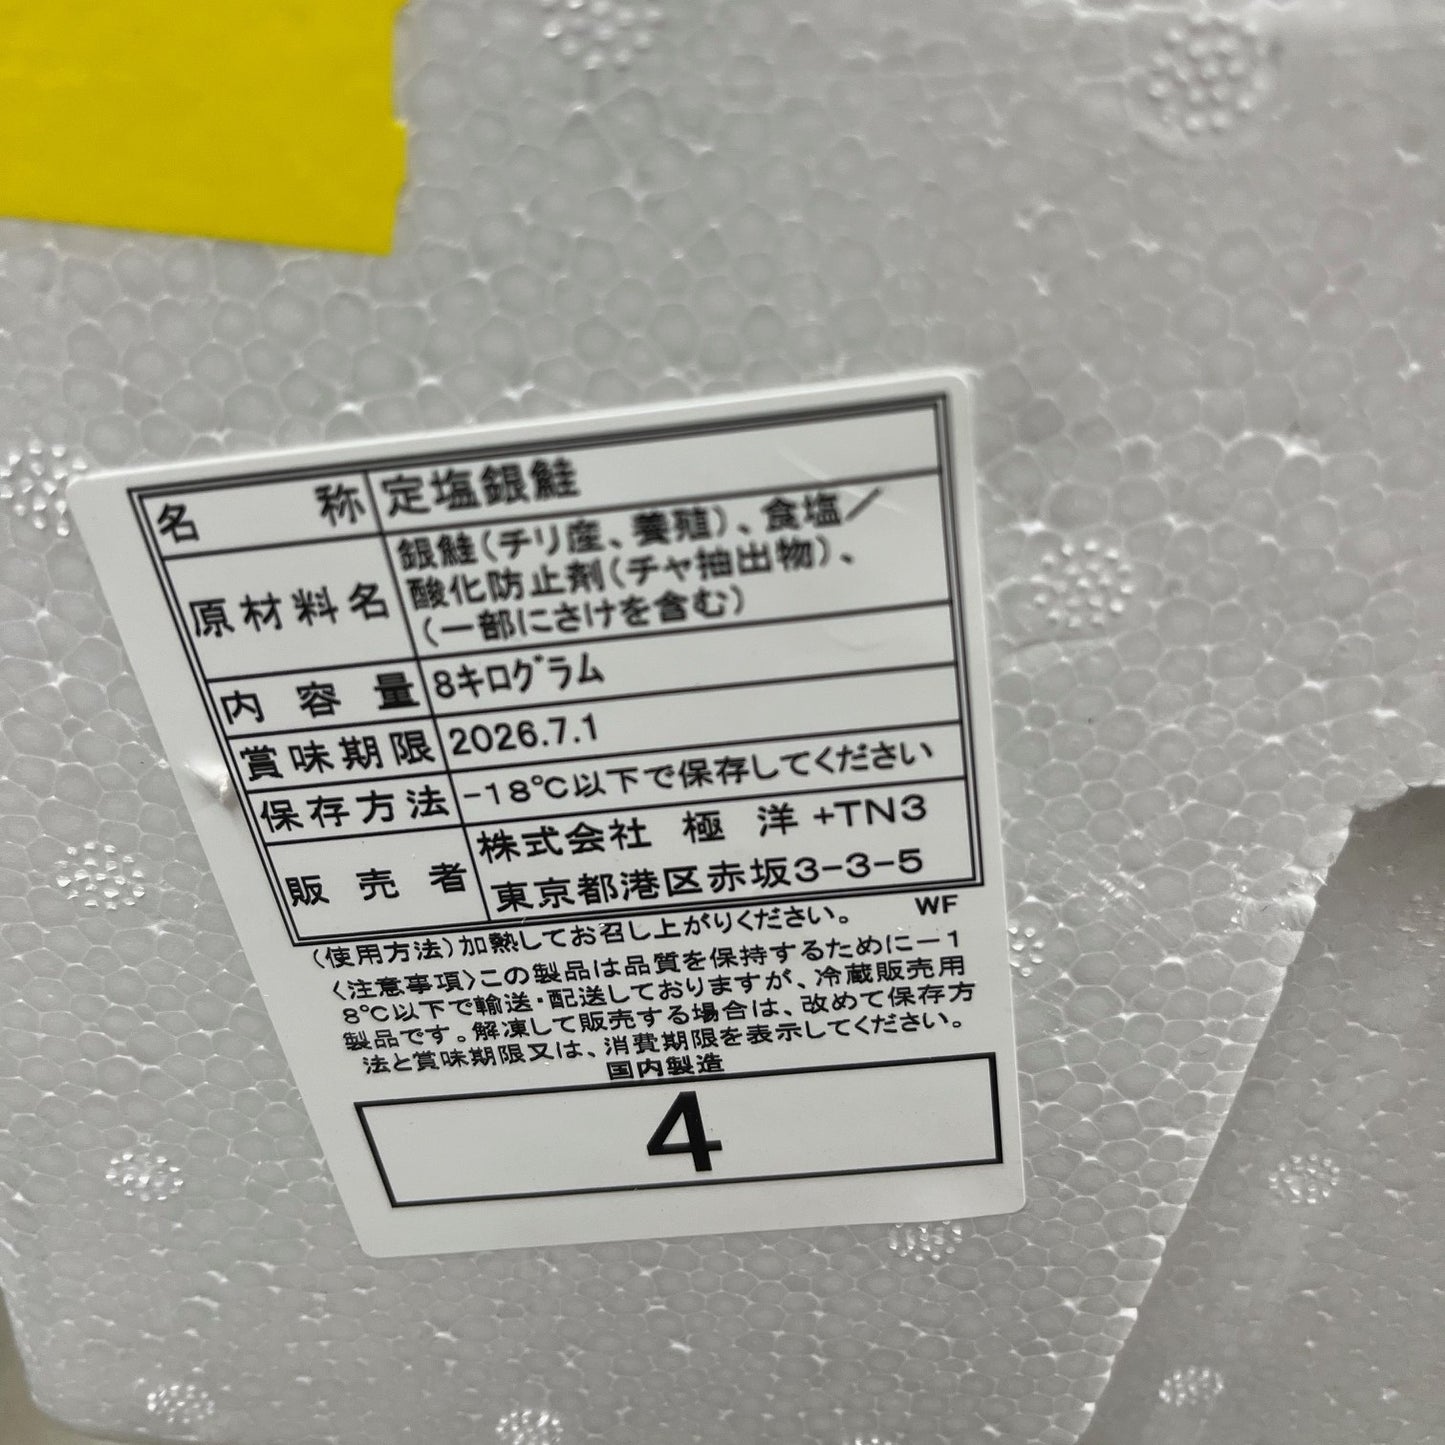 名称 定塩銀鮭
原材料名 銀鮭(チリ産、養殖)、食塩／
酸化防止剤(チャ抽出物)、
(一部にさけを含む)
内容量 8キログラム
賞味期限 2026.7.1
保存方法 -18℃以下で保存してください
販売者 株式会社 極 洋 +TN3
東京都港区赤坂3-3-5
WF
(使用方法)加熱してお召し上がりください。
〈注意事項〉この製品は品質を保持するために－1
8℃以下で輸送・配送しておりますが、冷蔵販売用
製品です。解凍して販売する場合は、改めて保存方
法と賞味期限又は、消費期限を表示してください。
国内製造
4